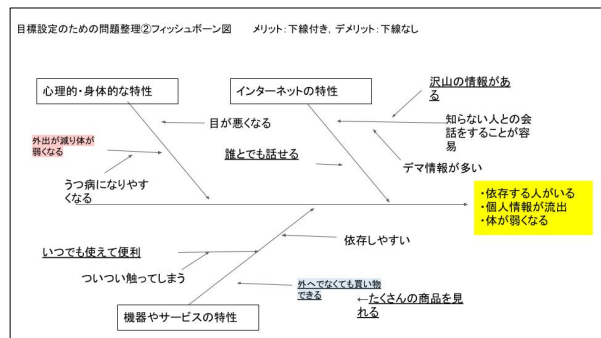 目標設定のための問題整理②フィッシュボーン図　メリット：下線付き，デメリット：下線なし
心理的・身体的な特性
インターネットの特性
沢山の情報があ
る
目が悪くなる
知らない人との会
話をすることが容
易
外出が減り体が
弱くなる
誰とでも話せる
デマ情報が多い
うつ病になりやす
くなる
・依存する人がいる
・個人情報が流出
・体が弱くなる
いつでも使えて便利
依存しやすい
ついつい触ってしまう
外へでなくても買い物
できる
←たくさんの商品を見
れる
機器やサービスの特性